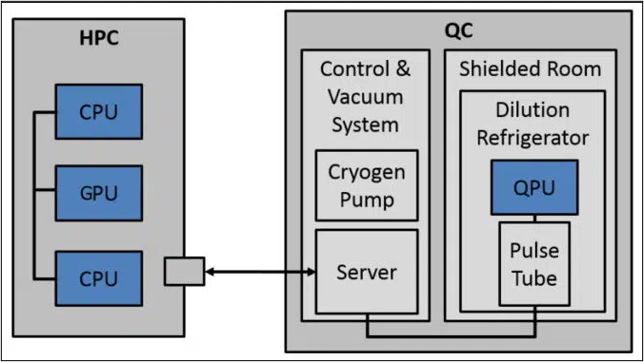 HPC
CPU
GPU
CPU
QC
Control &
Vacuum
System
Cryogen
Pump
Server
Shielded Room
Dilution
Refrigerator
QPU
Pulse
Tube